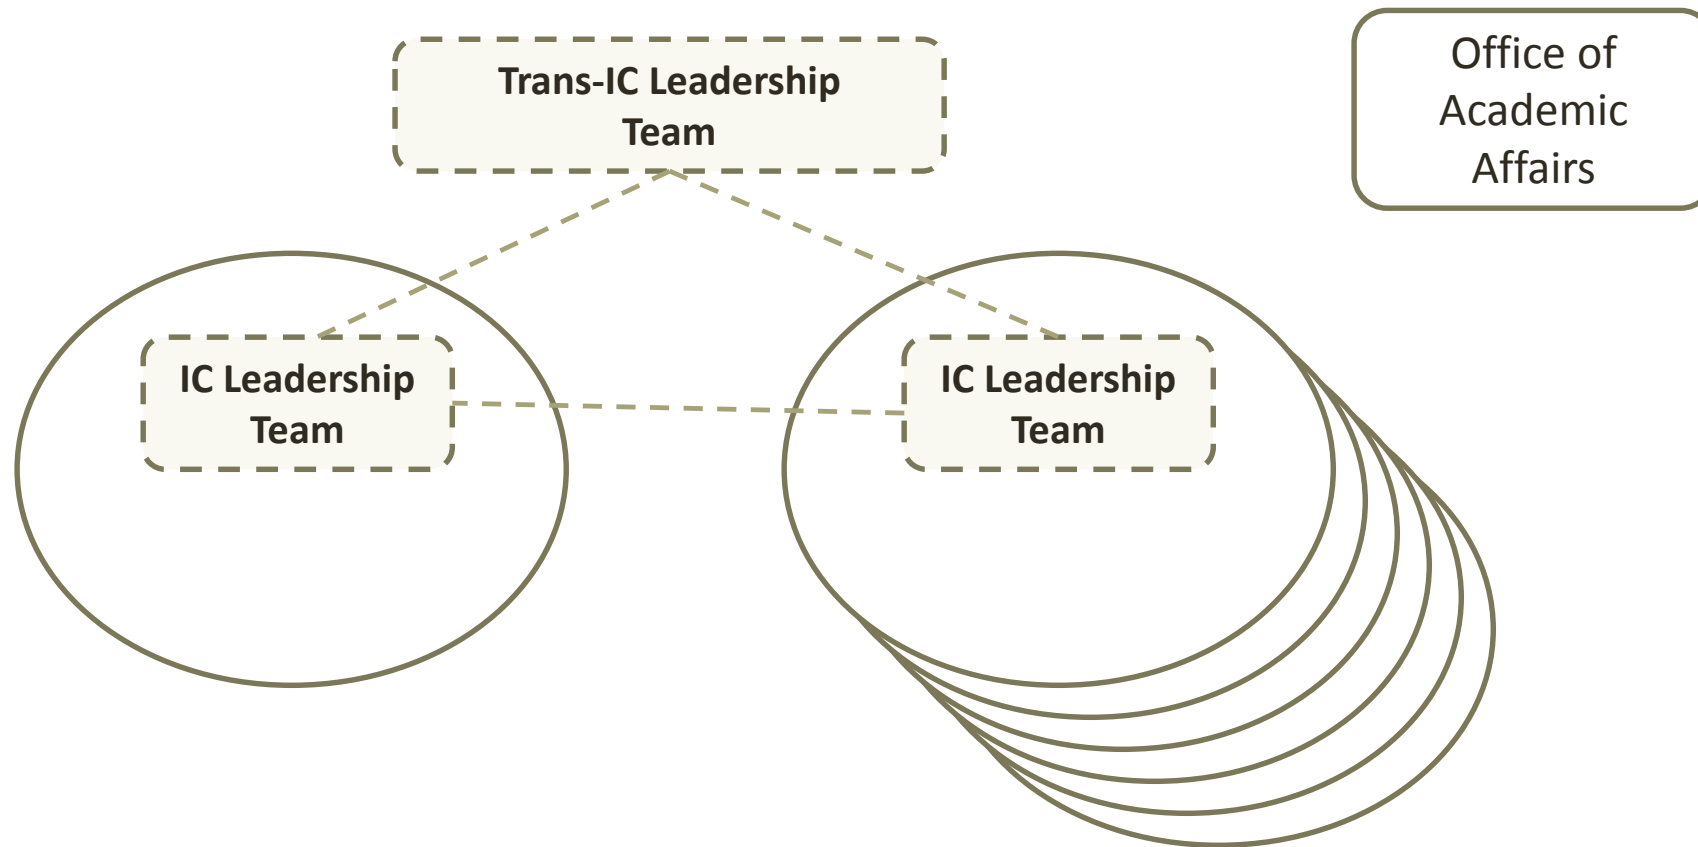 Trans-IC Leadership
Team
Office of
Academic
Affairs
IC Leadership
Team
IC Leadership
Team